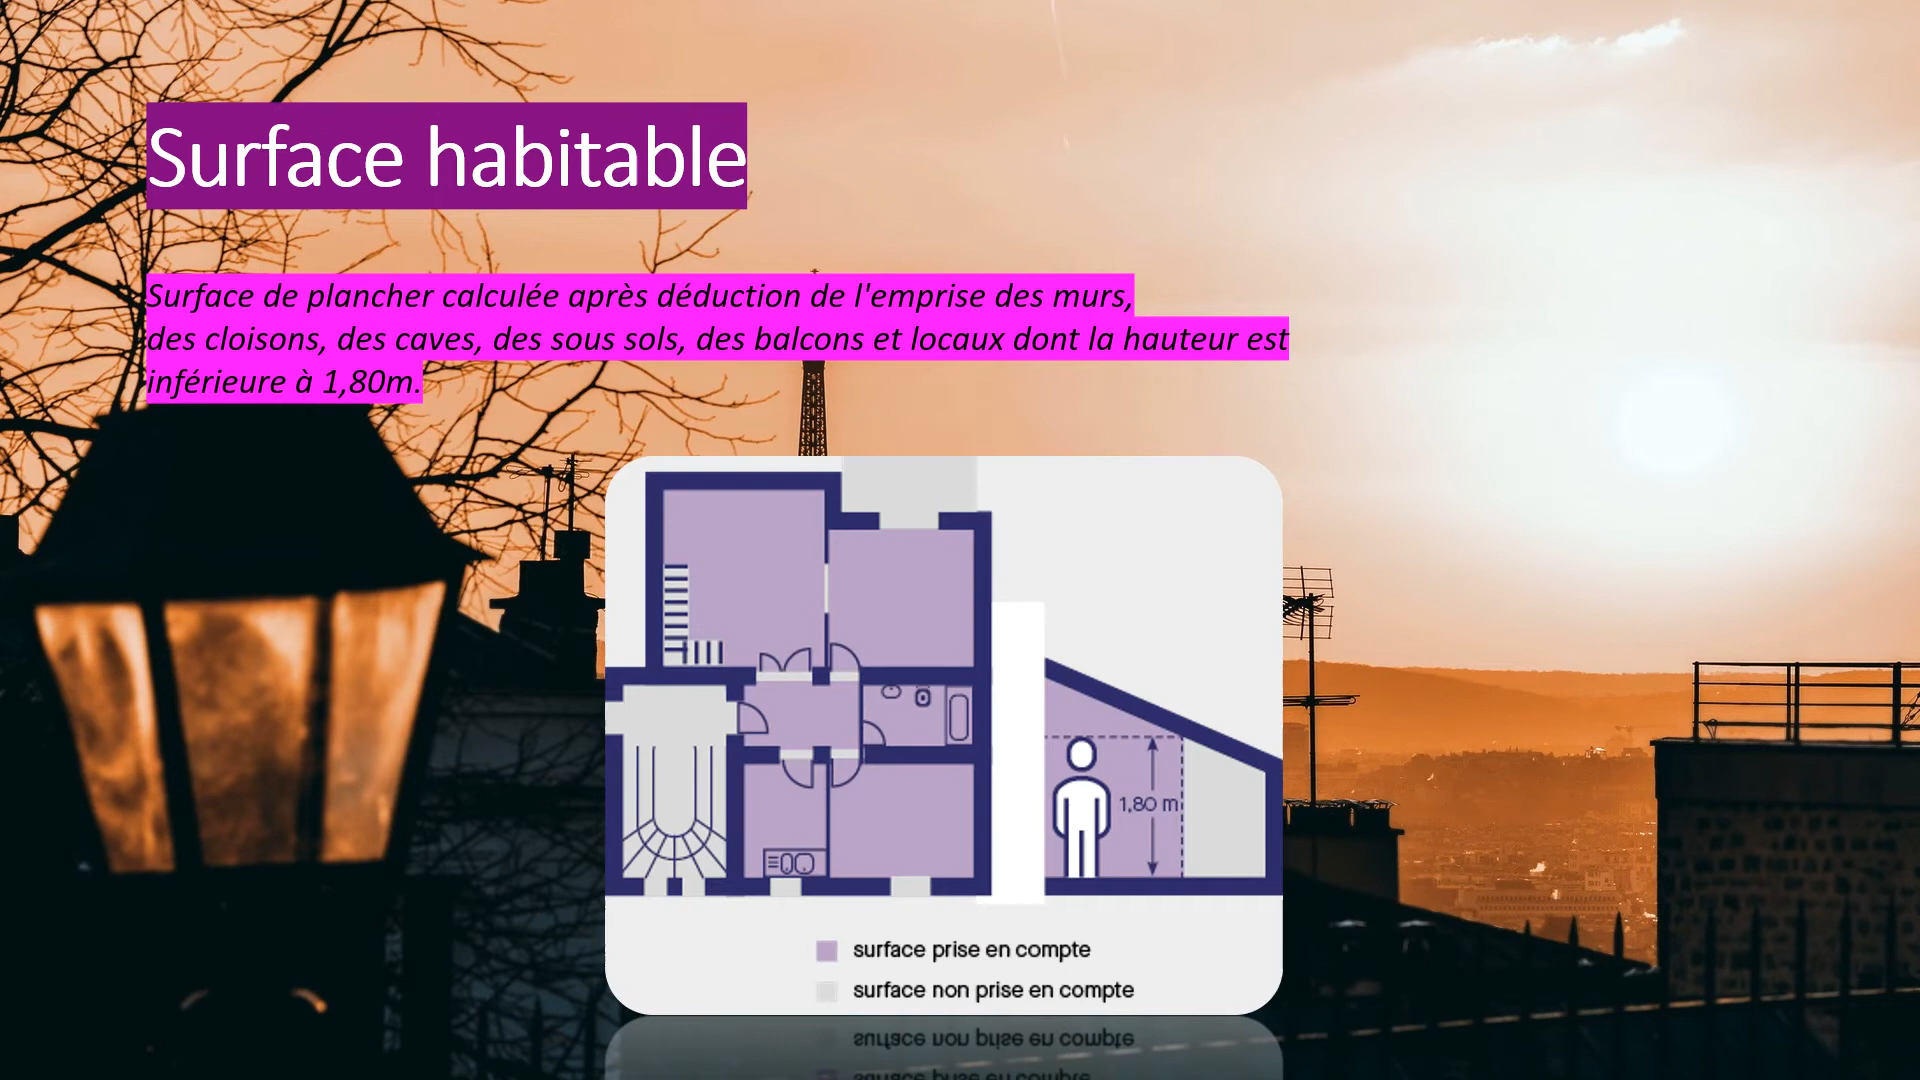 Surface habitable
Surface de plancher calculée après déduction de l'emprise des murs,
des cloisons, des caves, des sous sols, des balcons et locaux dont la hauteur est
inférieure à 1,80m.
1,80 m
surface prise en compte
surface non prise en compte